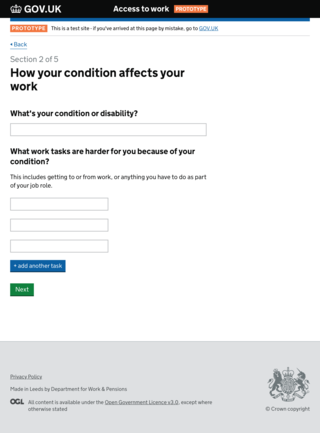 GOV.UK
Access to work PROTOTYPE
PROTOTYPE This is a test site - if you've arrived at this page by mistake, go to GOV.UK
Back
Section 2 of 5
How your condition affects your
work
What's your condition or disability?
What work tasks are harder for you because of your
condition?
This includes getting to or from work, or anything you have to do as part
of your job role.
+ add another task
Next
Privacy Policy
Made in Leeds by Department for Work & Pensions
OGL All content is available under the Open Government Licence v3.0, except where
otherwise stated
© Crown copyright